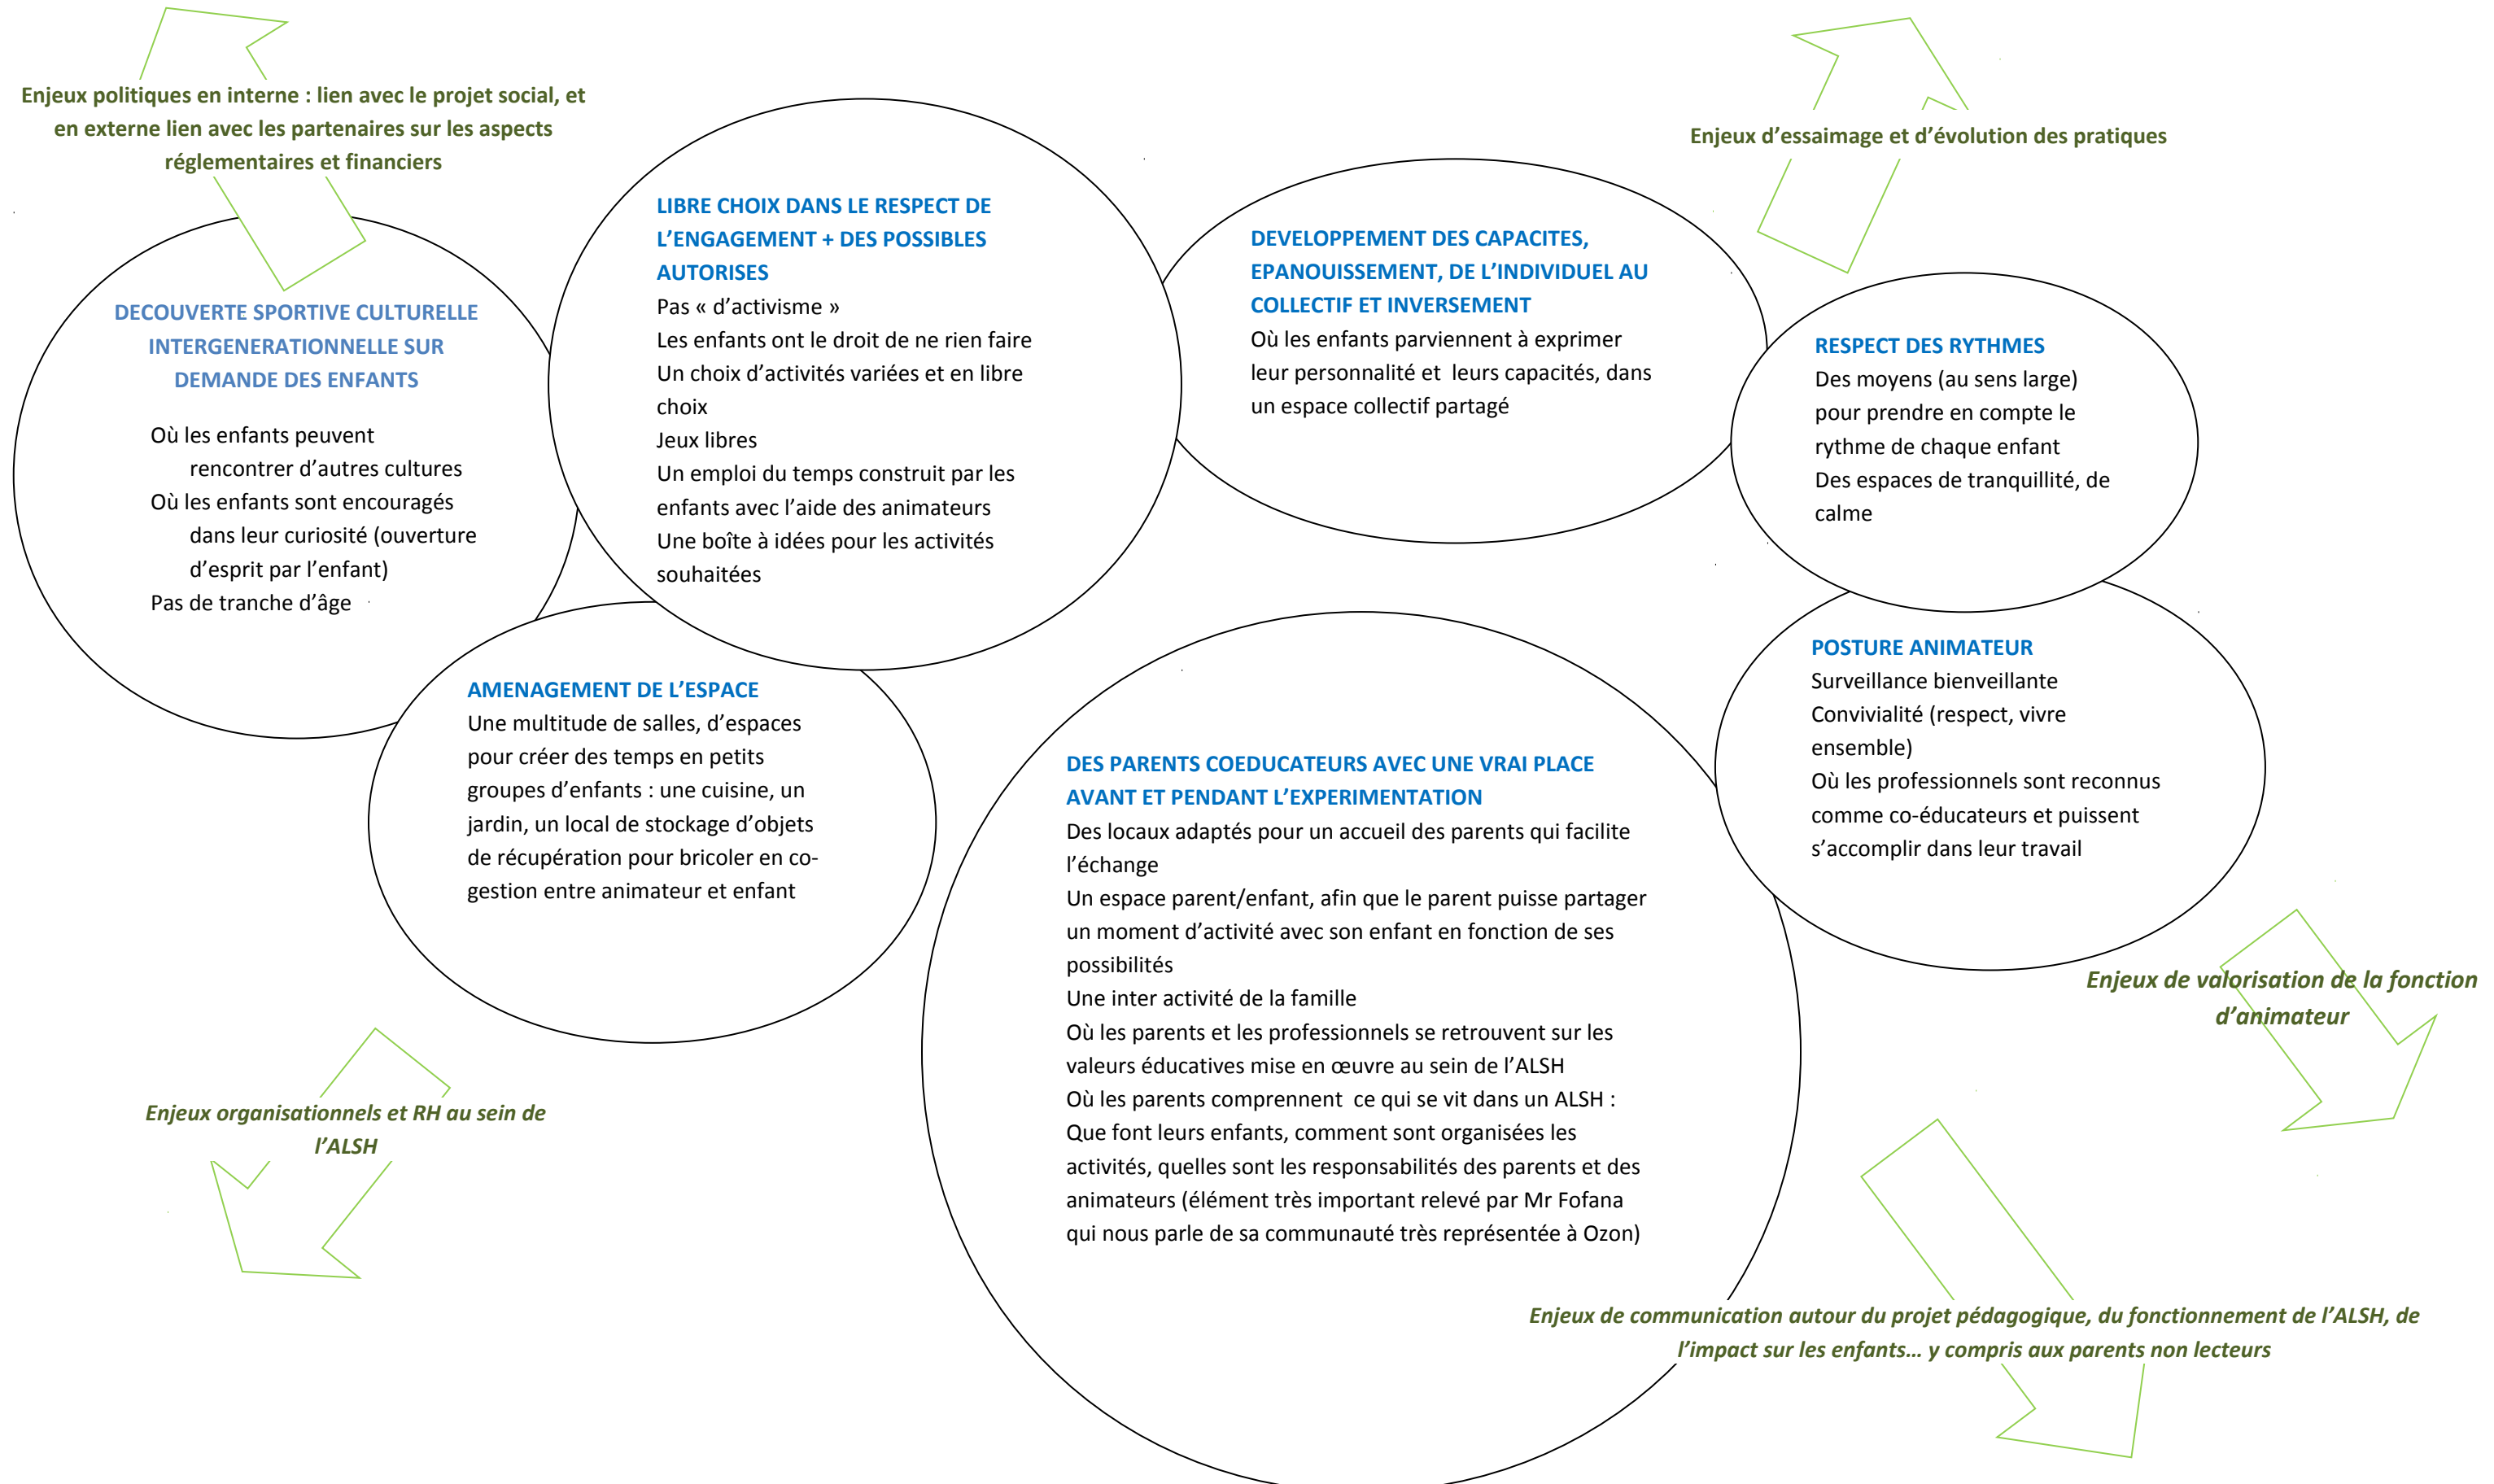 Enjeux politiques en interne : lien avec le projet social, et
en externe lien avec les partenaires sur les aspects
réglementaires et financiers
Enjeux d’essaimage et d’évolution des pratiques
DECOUVERTE SPORTIVE CULTURELLE
INTERGENERATIONNELLE SUR
DEMANDE DES ENFANTS
Où les enfants peuvent
rencontrer d’autres cultures
Où les enfants sont encouragés
dans leur curiosité (ouverture
d’esprit par l’enfant)
Pas de tranche d’âge
LIBRE CHOIX DANS LE RESPECT DE
L’ENGAGEMENT + DES POSSIBLES
AUTORISES
Pas « d’activisme »
Les enfants ont le droit de ne rien faire
Un choix d’activités variées et en libre
choix
Jeux libres
Un emploi du temps construit par les
enfants avec l’aide des animateurs
Une boîte à idées pour les activités
souhaitées
DEVELOPPEMENT DES CAPACITES,
EPANOUISSEMENT, DE L’INDIVIDUEL AU
COLLECTIF ET INVERSEMENT
Où les enfants parviennent à exprimer
leur personnalité et  leurs capacités, dans
un espace collectif partagé
RESPECT DES RYTHMES
Des moyens (au sens large)
pour prendre en compte le
rythme de chaque enfant
Des espaces de tranquillité, de
calme
AMENAGEMENT DE L’ESPACE
Une multitude de salles, d’espaces
pour créer des temps en petits
groupes d’enfants : une cuisine, un
jardin, un local de stockage d’objets
de récupération pour bricoler en co-
gestion entre animateur et enfant
DES PARENTS COEDUCATEURS AVEC UNE VRAI PLACE
AVANT ET PENDANT L’EXPERIMENTATION
Des locaux adaptés pour un accueil des parents qui facilite
l’échange
Un espace parent/enfant, afin que le parent puisse partager
un moment d’activité avec son enfant en fonction de ses
possibilités
Une inter activité de la famille
Où les parents et les professionnels se retrouvent sur les
valeurs éducatives mise en œuvre au sein de l’ALSH
Où les parents comprennent  ce qui se vit dans un ALSH :
Que font leurs enfants, comment sont organisées les
activités, quelles sont les responsabilités des parents et des
animateurs (élément très important relevé par Mr Fofana
qui nous parle de sa communauté très représentée à Ozon)
POSTURE ANIMATEUR
Surveillance bienveillante
Convivialité (respect, vivre
ensemble)
Où les professionnels sont reconnus
comme co-éducateurs et puissent
s’accomplir dans leur travail
Enjeux de valorisation de la fonction
d’animateur
Enjeux organisationnels et RH au sein de
l’ALSH
Enjeux de communication autour du projet pédagogique, du fonctionnement de l’ALSH, de
l’impact sur les enfants… y compris aux parents non lecteurs